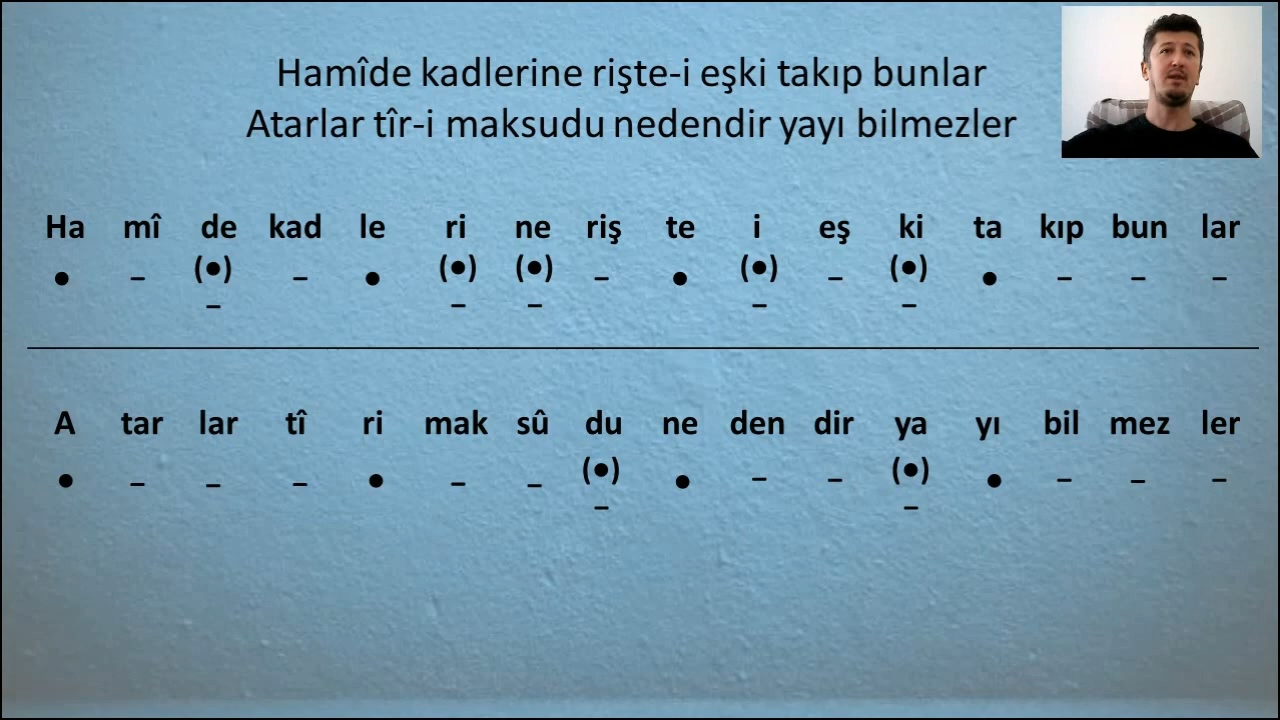 Hamîde kadlerine rişte-i eşki takıp bunlar
Atarlar tîr-i maksudu nedendir yayı bilmezler
Ha mî de kad le ri ne riş te i eş ki ta kıp bun lar
• – (•) – • (•) (•) – • (•) – (•) • – – –
– – – – –
A tar lar tî ri mak sû du ne den dir ya yı bil mez ler
• – – – • – – (•) • – – (•) • – – –
– –